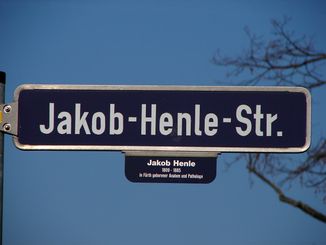 Jakob-Henle-Str.
Jakob Henle
1809 - 1885
in Fürth geborener Anatom und Pathologe